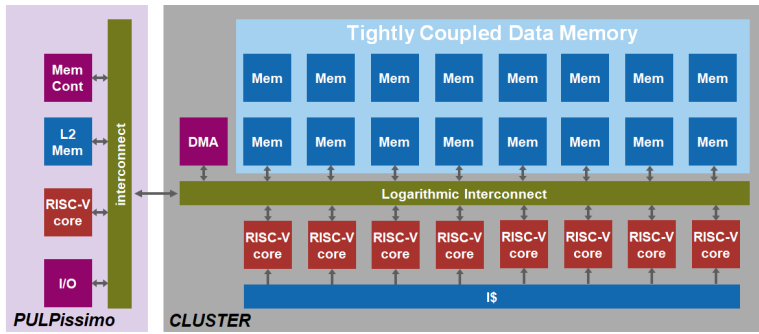 Tightly Coupled Data Memory
Mem
Cont
L2
Mem
RISC-V
core
I/O
interconnect
PULPissimo
Mem Mem Mem Mem Mem Mem Mem Mem
DMA Mem Mem Mem Mem Mem Mem Mem Mem
Logarithmic Interconnect
RISC-V RISC-V RISC-V RISC-V RISC-V RISC-V RISC-V RISC-V
core core core core core core core core
I$
CLUSTER